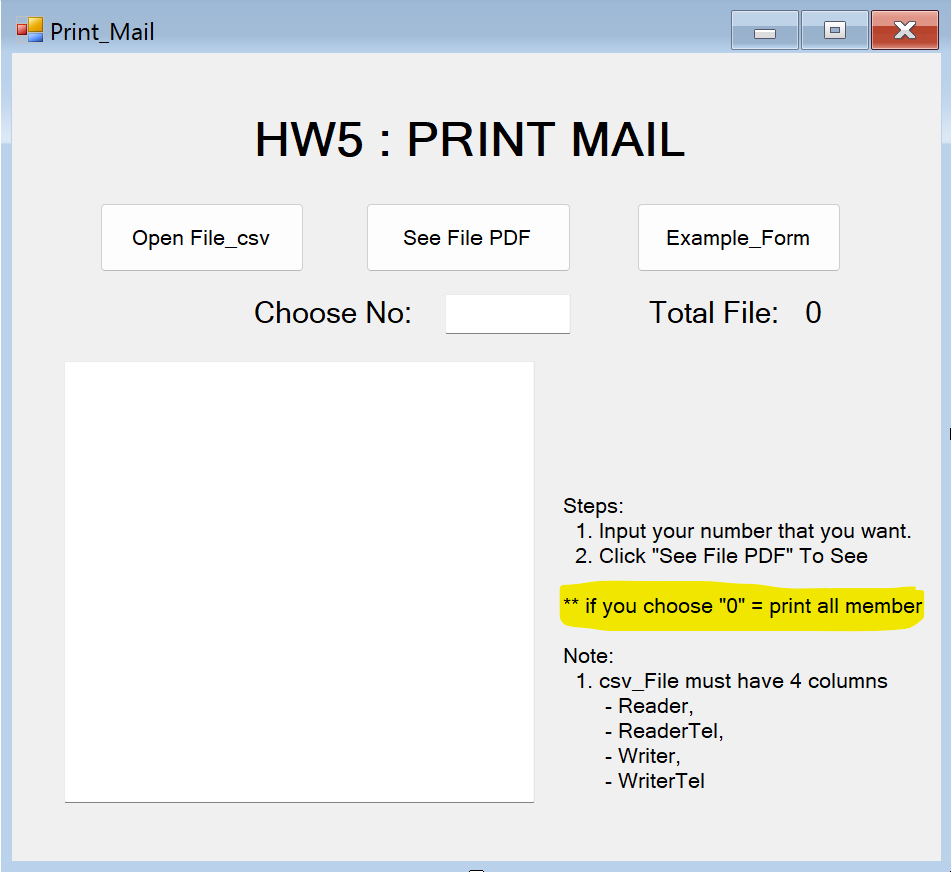 Print_Mail
HW5 : PRINT MAIL
Open File_csv
See File PDF
Example_Form
Choose No:
Total File: 0
Steps:
1. Input your number that you want.
2. Click "See File PDF" To See
** if you choose "0" = print all member
Note:
1. csv_File must have 4 columns
- Reader,
- ReaderTel,
- Writer,
- WriterTel